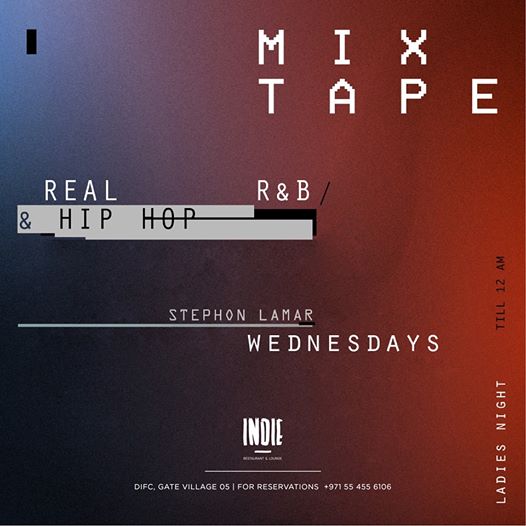 MIX
TAPE
REAL R&B/
& HIP HOP
STEPHON LAMAR
WEDNESDAYS
LADIES NIGHT TILL 12 AM
INDIE
RESTAURANT & LOUNGE
DIFC, GATE VILLAGE 05 | FOR RESERVATIONS +971 55 455 6106